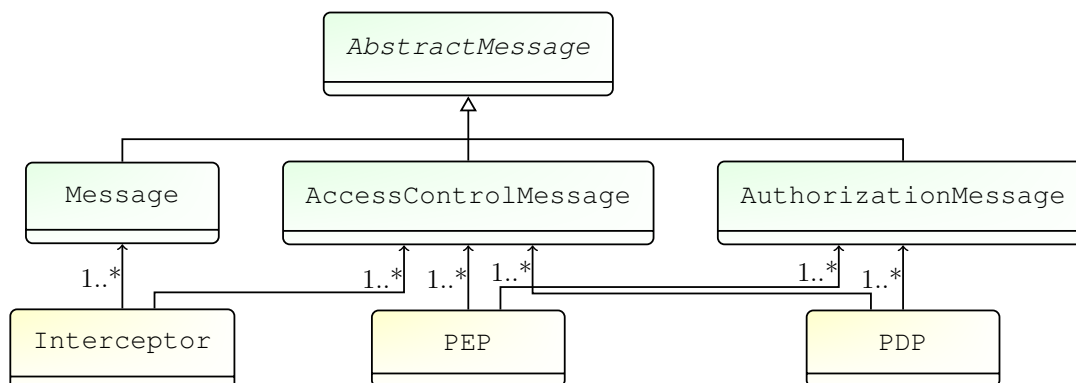 AbstractMessage
Message
AccessControlMessage
AuthorizationMessage
1..*
1..*
1..*
1..*
1..*
1..*
Interceptor
PEP
PDP